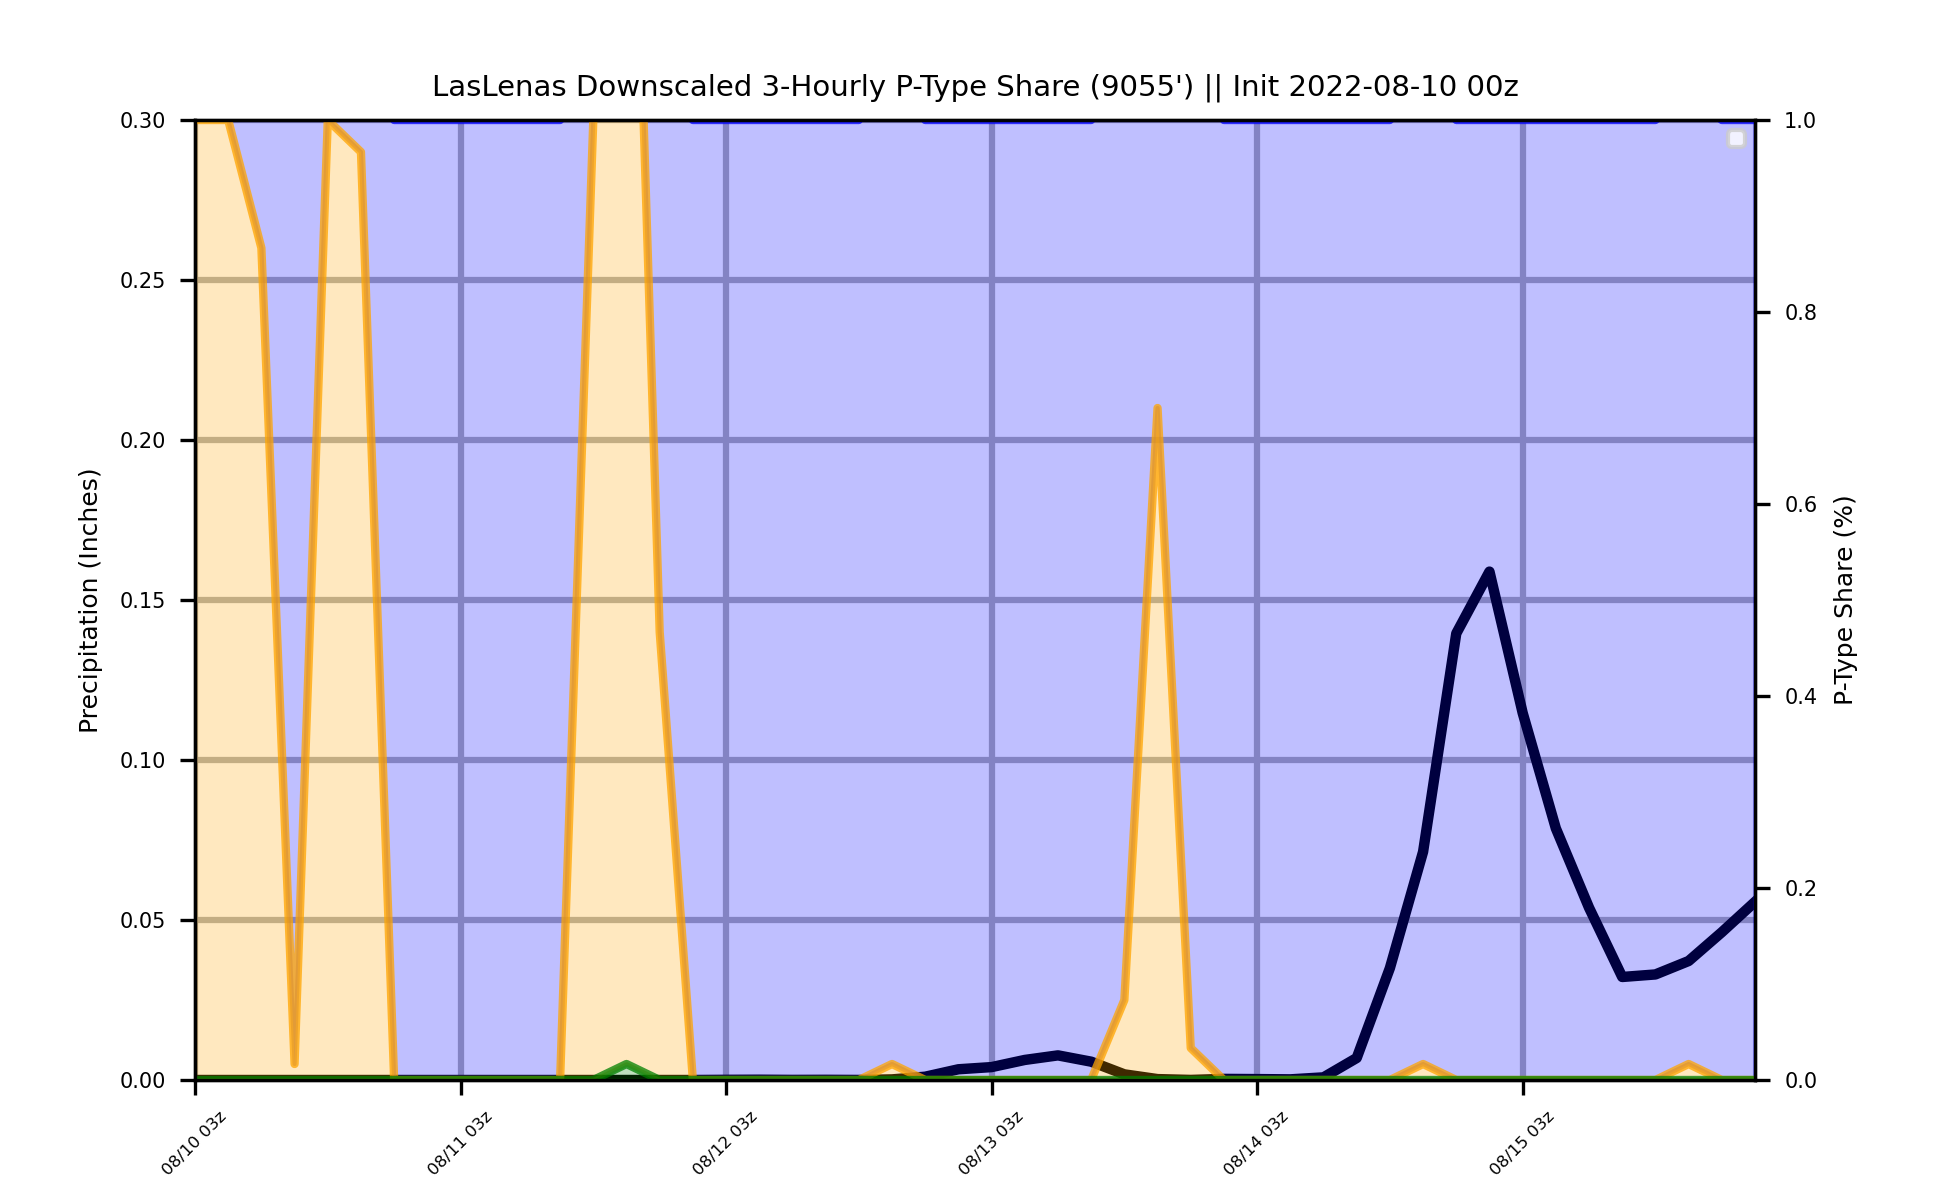 LasLenas Downscaled 3-Hourly P-Type Share (9055') || Init 2022-08-10 00z
0.30
0.25
0.20
0.15
0.10
0.05
0.00
Precipitation (Inches)
1.0
0.8
0.6
0.4
0.2
0.0
P-Type Share (%)
08/10 03z
08/11 03z
08/12 03z
08/13 03z
08/14 03z
08/15 03z